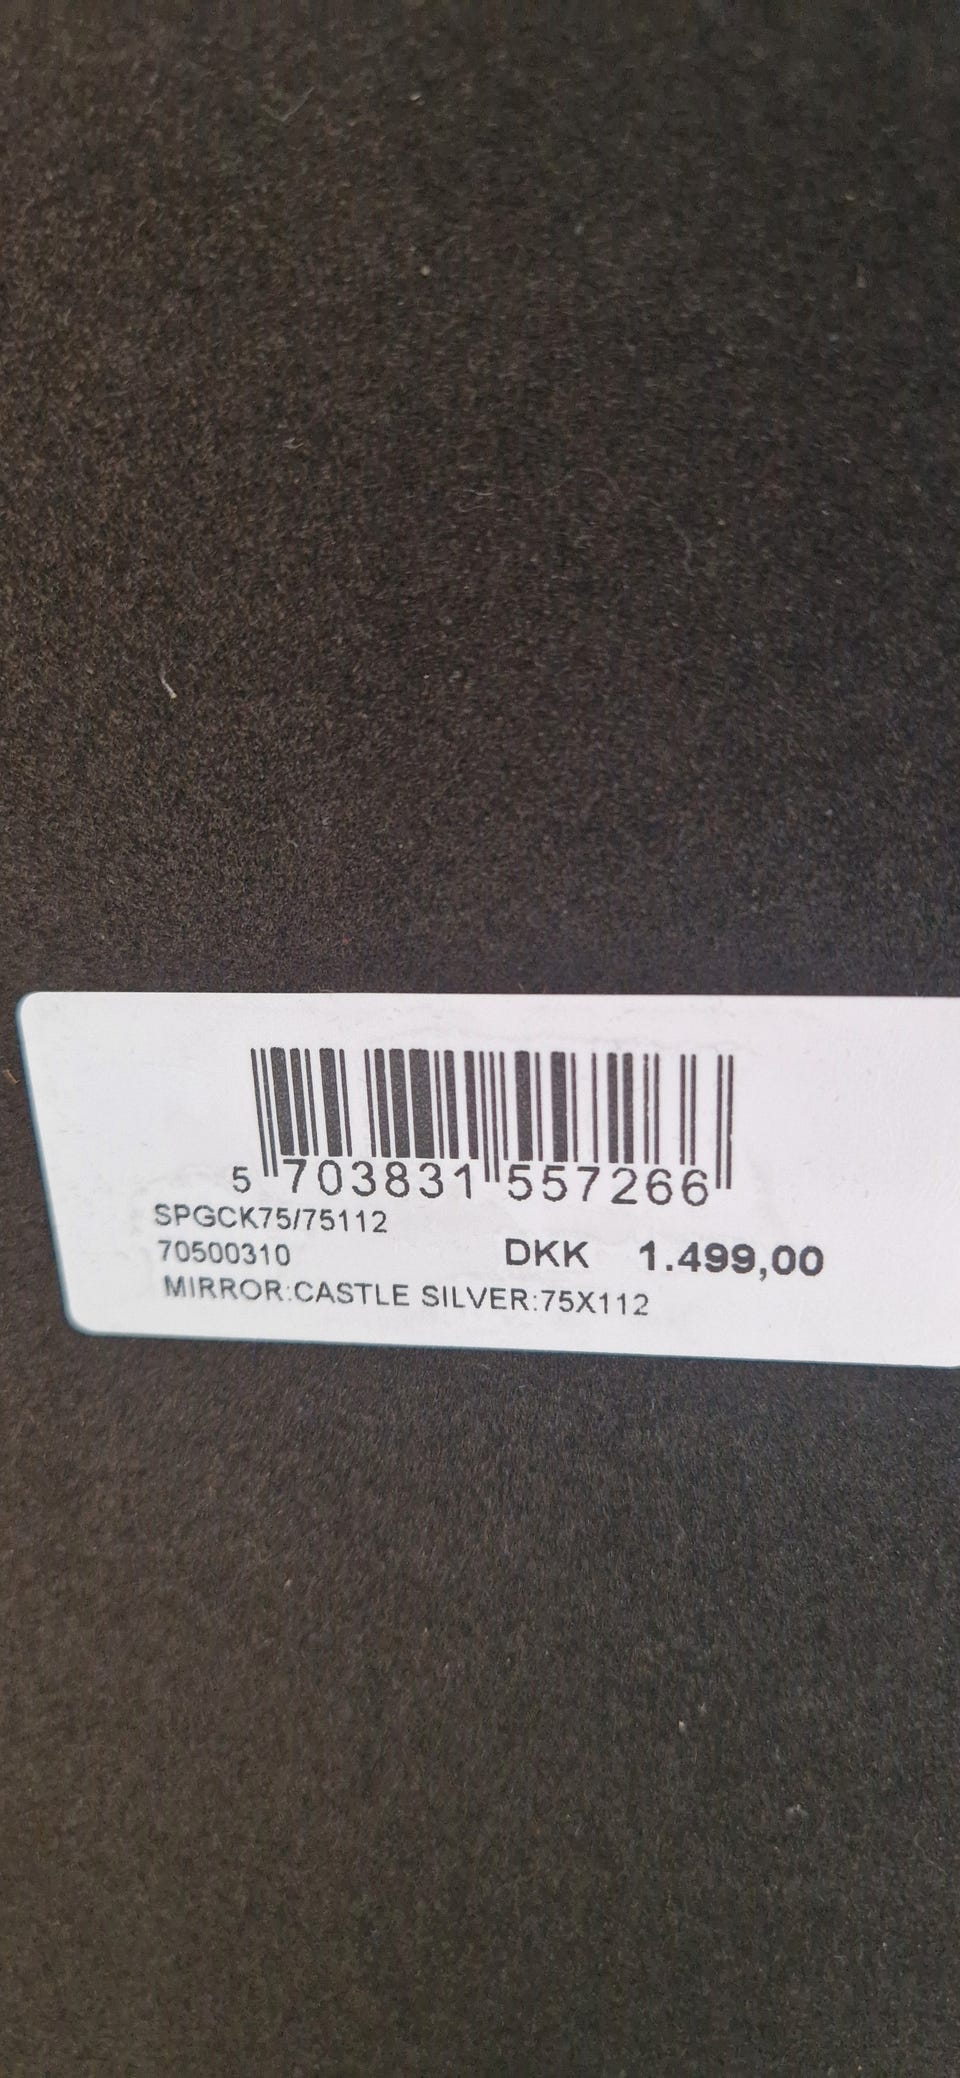 5 703831 557266
SPGCK75/75112
70500310 DKK 1.499,00
MIRROR:CASTLE SILVER:75X112